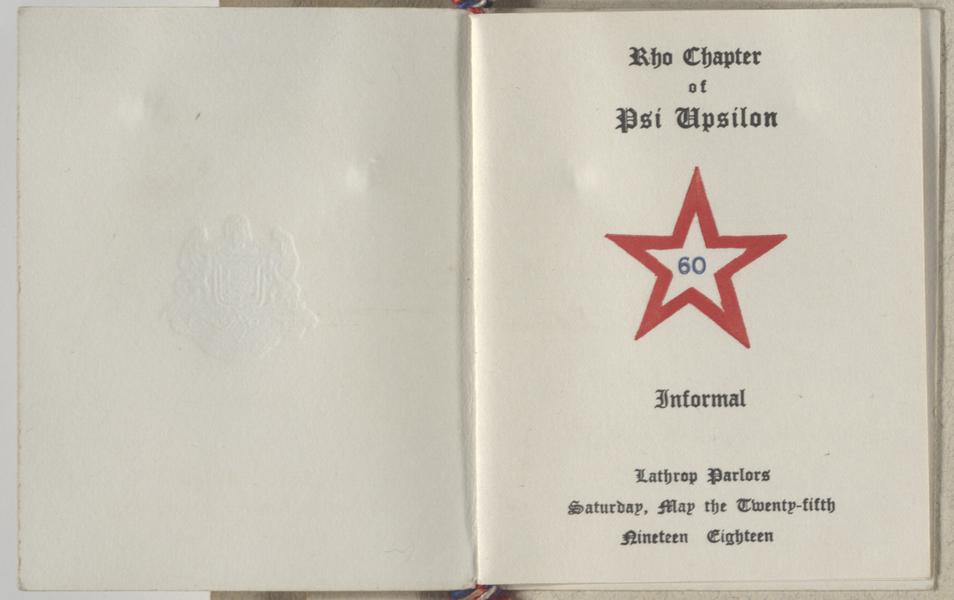 Rho Chapter
of
Psi Upsilon
60
Informal
Lathrop Parlors
Saturday, May the Twenty-fifth
Nineteen Eighteen